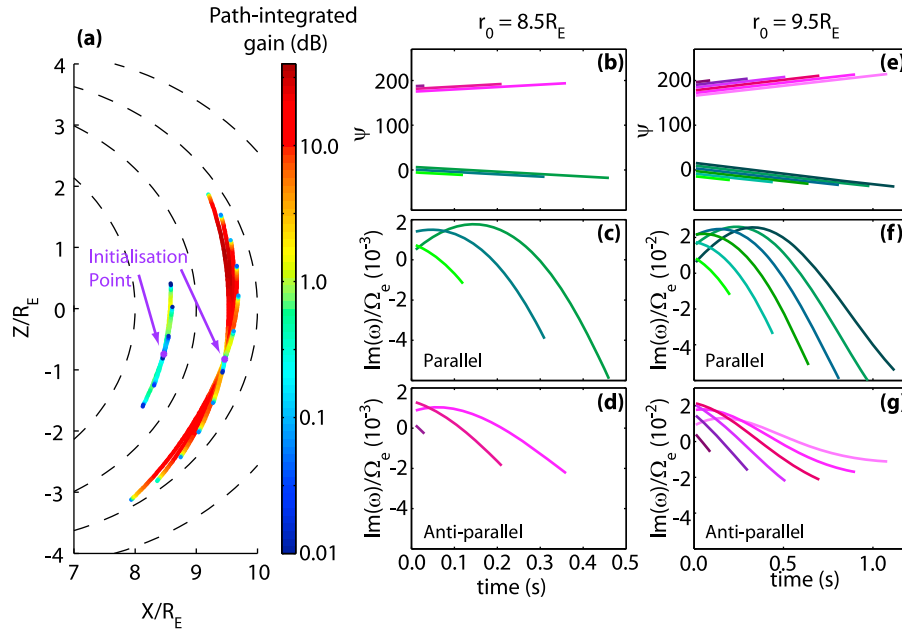 Path-integrated
gain (dB)
r₀ = 8.5R_E
r₀ = 9.5R_E
(a)
4
3
2
1
0
-1
-2
-3
-4
Z/R_E
7
8
9
10
X/R_E
Initialisation
Point
10.0
1.0
0.1
0.01
(b)
200
100
0
ψ
(e)
200
100
0
ψ
(c)
2
0
-2
-4
Im(ω)/Ω_e (10⁻³)
Parallel
(f)
2
0
-2
-4
Im(ω)/Ω_e (10⁻²)
Parallel
(d)
2
0
-2
-4
Im(ω)/Ω_e (10⁻³)
Anti-parallel
0.0
0.1
0.2
0.3
0.4
0.5
time (s)
(g)
2
0
-2
-4
Im(ω)/Ω_e (10⁻²)
Anti-parallel
0.0
0.5
1.0
time (s)